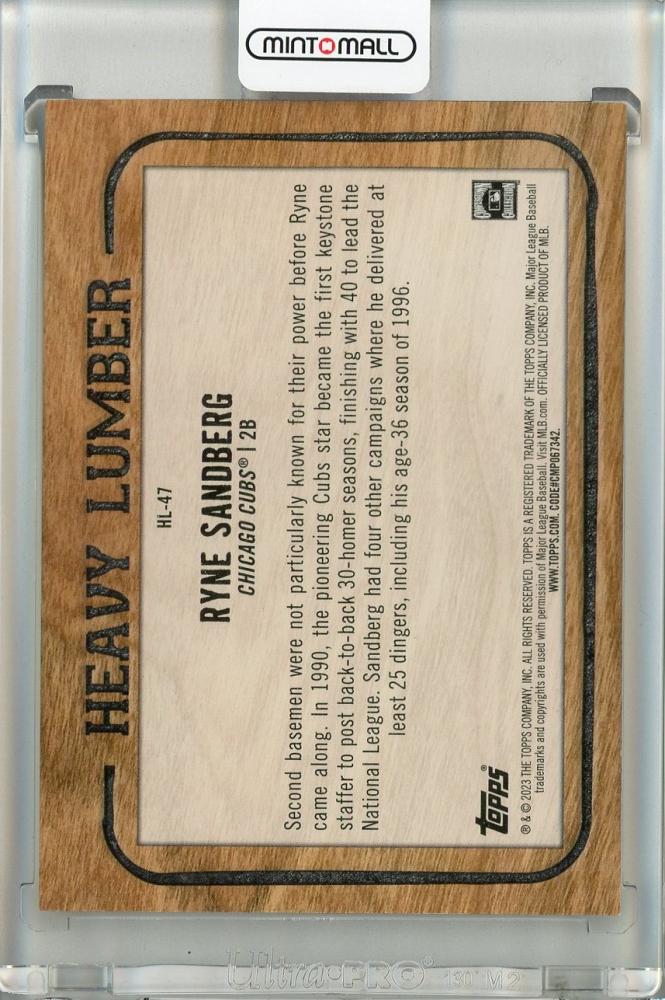 MINT MALL
HEAVY LUMBER
HL-47
RYNE SANDBERG
CHICAGO CUBS® | 2B
Second basemen were not particularly known for their power before Ryne
came along. In 1990, the pioneering Cubs star became the first keystone
staffer to post back-to-back 30-homer seasons, finishing with 40 to lead the
National League. Sandberg had four other campaigns where he delivered at
least 25 dingers, including his age-36 season of 1996.
COOPERSTOWN
COLLECTION
topps®
® & © 2023 THE TOPPS COMPANY, INC. ALL RIGHTS RESERVED. TOPPS IS A REGISTERED TRADEMARK OF THE TOPPS COMPANY, INC. Major League Baseball
trademarks and copyrights are used with permission of Major League Baseball. Visit MLB.com. OFFICIALLY LICENSED PRODUCT OF MLB.
WWW.TOPPS.COM. CODE#CMP067342.
Ultra·PRO® 130 M2